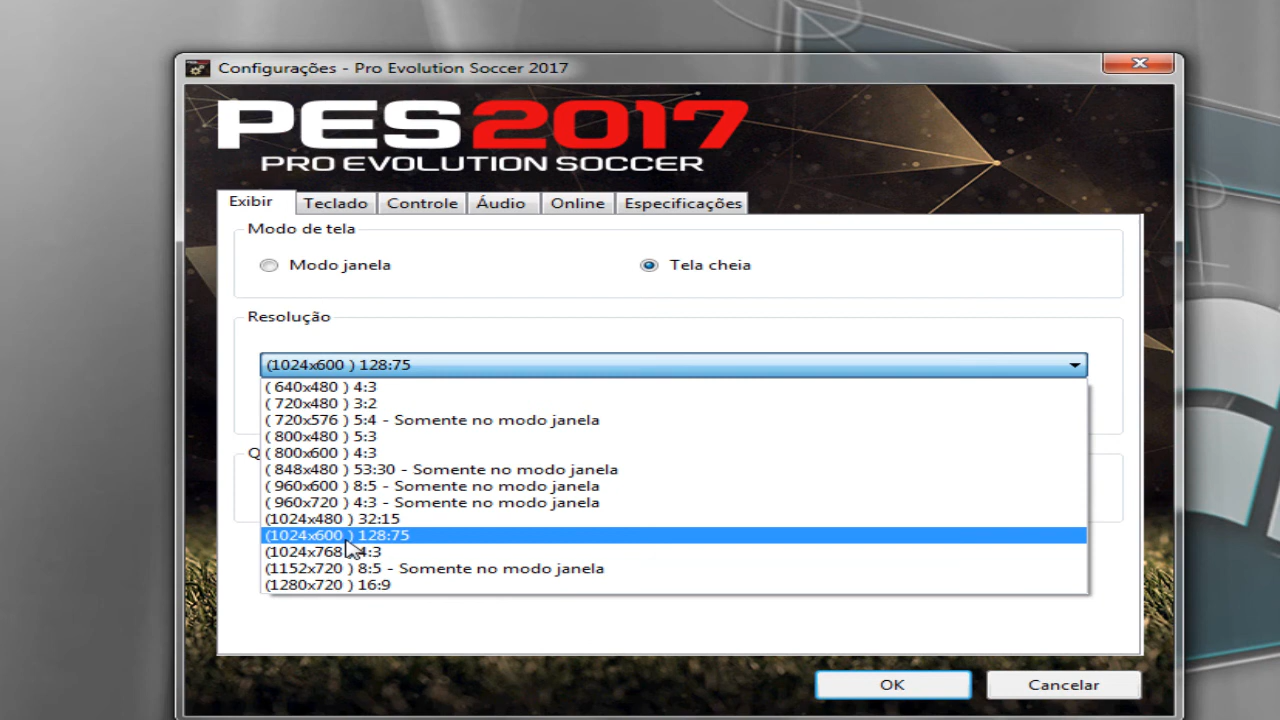 Configurações - Pro Evolution Soccer 2017
PES2017
PRO EVOLUTION SOCCER
Exibir Teclado Controle Áudio Online Especificações
Modo de tela
Modo janela Tela cheia
Resolução
(1024x600 ) 128:75
( 640x480 ) 4:3
( 720x480 ) 3:2
( 720x576 ) 5:4 - Somente no modo janela
( 800x480 ) 5:3
( 800x600 ) 4:3
( 848x480 ) 53:30 - Somente no modo janela
( 960x600 ) 8:5 - Somente no modo janela
( 960x720 ) 4:3 - Somente no modo janela
(1024x480 ) 32:15
(1024x600 ) 128:75
(1024x768 ) 4:3
(1152x720 ) 8:5 - Somente no modo janela
(1280x720 ) 16:9
OK Cancelar